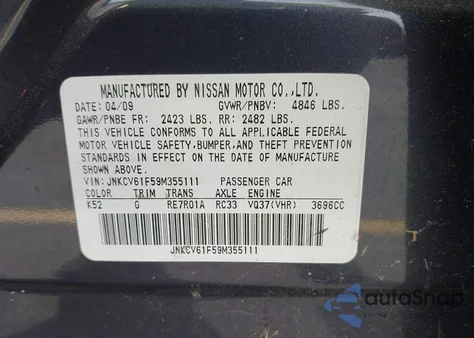 MANUFACTURED BY NISSAN MOTOR CO.,LTD.
DATE: 04/09 GVWR/PNBV: 4846 LBS.
GAWR/PNBE FR: 2423 LBS. RR: 2482 LBS.
THIS VEHICLE CONFORMS TO ALL APPLICABLE FEDERAL
MOTOR VEHICLE SAFETY,BUMPER,AND THEFT PREVENTION
STANDARDS IN EFFECT ON THE DATE OF MANUFACTURE
SHOWN ABOVE.
VIN: JNKCV61F59M355111 PASSENGER CAR
COLOR TRIM TRANS AXLE ENGINE
K52 G RE7R01A RC33 VQ37(VHR) 3696CC
JNKCV61F59M355111
autoSnap